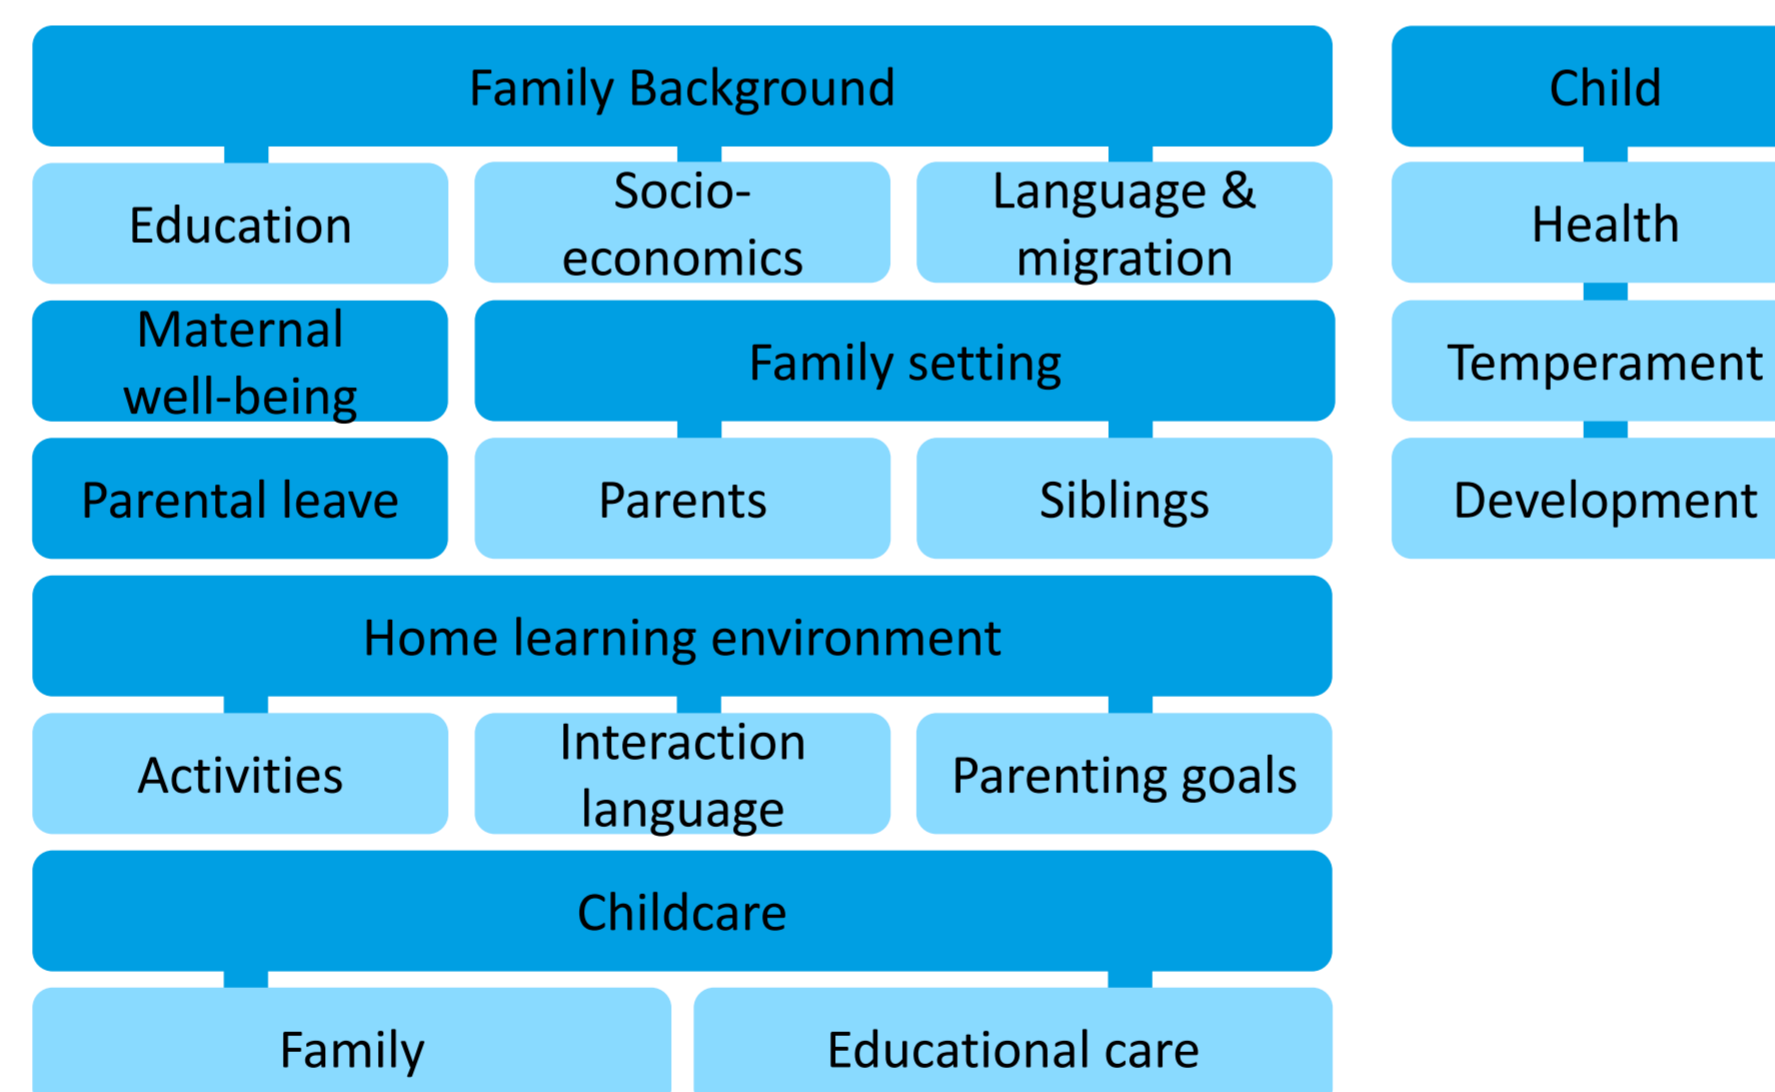 Family Background
Child
Education
Socio-
economics
Language &
migration
Health
Maternal
well-being
Family setting
Temperament
Parental leave
Parents
Siblings
Development
Home learning environment
Activities
Interaction
language
Parenting goals
Childcare
Family
Educational care